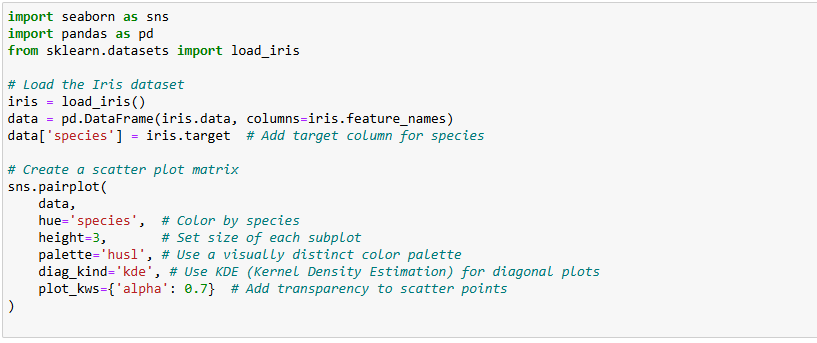 import seaborn as sns
import pandas as pd
from sklearn.datasets import load_iris

# Load the Iris dataset
iris = load_iris()
data = pd.DataFrame(iris.data, columns=iris.feature_names)
data['species'] = iris.target  # Add target column for species

# Create a scatter plot matrix
sns.pairplot(
    data,
    hue='species',  # Color by species
    height=3,       # Set size of each subplot
    palette='husl', # Use a visually distinct color palette
    diag_kind='kde', # Use KDE (Kernel Density Estimation) for diagonal plots
    plot_kws={'alpha': 0.7}  # Add transparency to scatter points
)